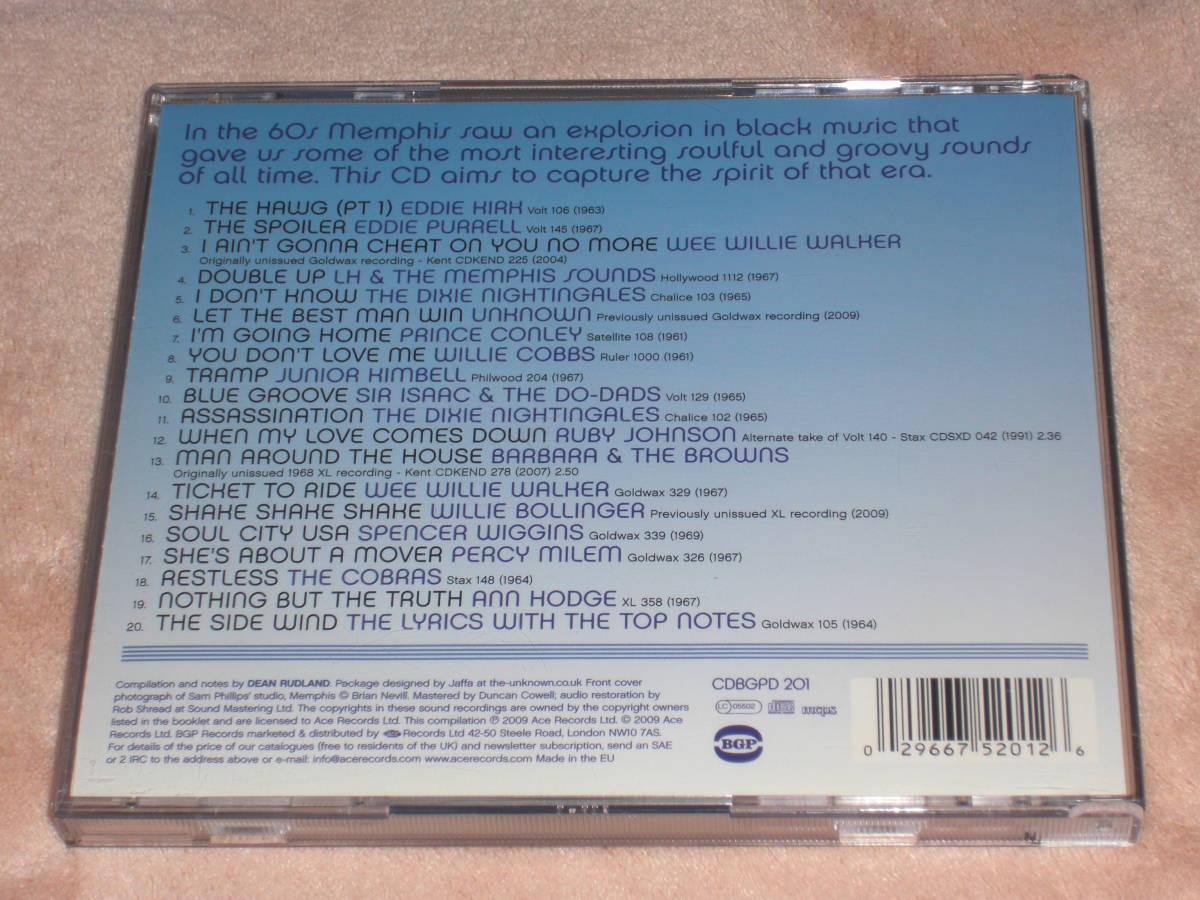 In the 60s Memphis saw an explosion in black music that
gave us some of the most interesting soulful and groovy sounds
of all time. This CD aims to capture the spirit of that era.
1. THE HAWG (PT 1) EDDIE KIRK Volt 106 (1963)
2. THE SPOILER EDDIE PURRELL Volt 145 (1967)
3. I AIN'T GONNA CHEAT ON YOU NO MORE WEE WILLIE WALKER
Originally unissued Goldwax recording - Kent CDKEND 225 (2004)
4. DOUBLE UP LH & THE MEMPHIS SOUNDS Hollywood 1112 (1967)
5. I DON'T KNOW THE DIXIE NIGHTINGALES Chalice 103 (1965)
6. LET THE BEST MAN WIN UNKNOWN Previously unissued Goldwax recording (2009)
7. I'M GOING HOME PRINCE CONLEY Satellite 108 (1961)
8. YOU DON'T LOVE ME WILLIE COBBS Ruler 1000 (1961)
9. TRAMP JUNIOR KIMBELL Philwood 204 (1967)
10. BLUE GROOVE SIR ISAAC & THE DO-DADS Volt 129 (1965)
11. ASSASSINATION THE DIXIE NIGHTINGALES Chalice 102 (1965)
12. WHEN MY LOVE COMES DOWN RUBY JOHNSON Alternate take of Volt 140 - Stax CDSXD 042 (1991) 2.36
13. MAN AROUND THE HOUSE BARBARA & THE BROWNS
Originally unissued 1968 XL recording - Kent CDKEND 278 (2007) 2.50
14. TICKET TO RIDE WEE WILLIE WALKER Goldwax 329 (1967)
15. SHAKE SHAKE SHAKE WILLIE BOLLINGER Previously unissued XL recording (2009)
16. SOUL CITY USA SPENCER WIGGINS Goldwax 339 (1969)
17. SHE'S ABOUT A MOVER PERCY MILEM Goldwax 326 (1967)
18. RESTLESS THE COBRAS Stax 148 (1964)
19. NOTHING BUT THE TRUTH ANN HODGE XL 358 (1967)
20. THE SIDE WIND THE LYRICS WITH THE TOP NOTES Goldwax 105 (1964)
Compilation and notes by DEAN RUDLAND. Package designed by Jaffa at the-unknown.co.uk Front cover
photograph of Sam Phillips' studio, Memphis © Brian Nevill. Mastered by Duncan Cowell; audio restoration by
Rob Shread at Sound Mastering Ltd. The copyright in these sound recordings are owned by the copyright owners
listed in the booklet and are licensed to Ace Records Ltd. This compilation ℗ 2009 Ace Records Ltd. © 2009 Ace
Records Ltd. BGP Records marketed & distributed by Records Ltd 42-50 Steele Road, London NW10 7AS.
For details of the price of our catalogues (free to residents of the UK) and newsletter subscription, send an SAE
or 2 IRC to the address above or e-mail: info@acerecords.com www.acerecords.com Made in the EU
CDBGPD 201
LC 05502 mcps
BGP
0 29667 52012 6